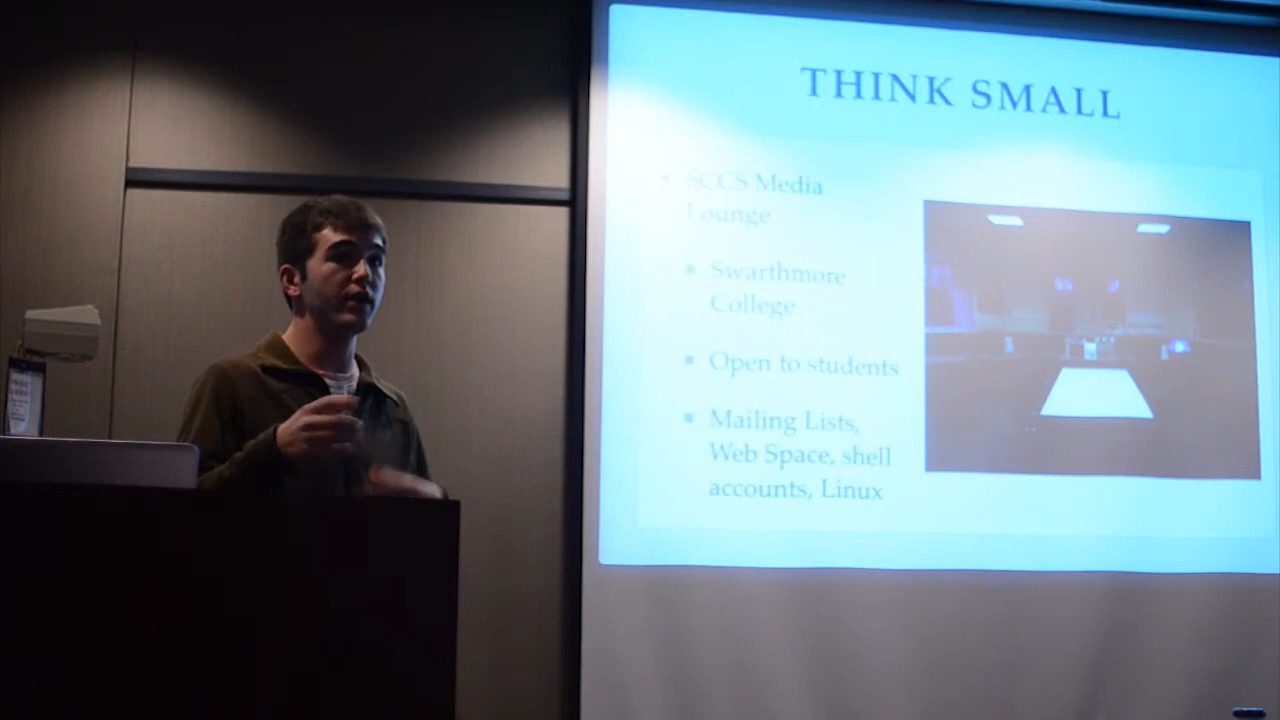 THINK SMALL
SCCS Media
Lounge
Swarthmore
College
Open to students
Mailing Lists,
Web Space, shell
accounts, Linux